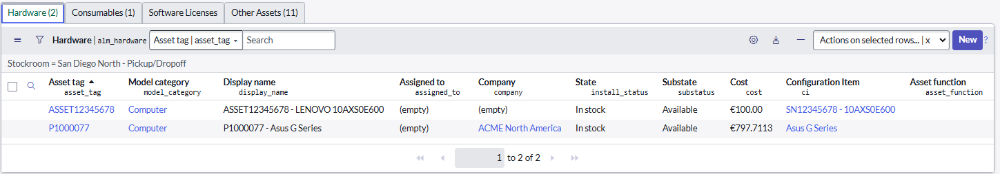 Hardware (2) Consumables (1) Software Licenses Other Assets (11)
Hardware | alm_hardware Asset tag | asset_tag Search Actions on selected rows... | x New ?
Stockroom = San Diego North - Pickup/Dropoff
Asset tag Model category Display name Assigned to Company State Substate Cost Configuration Item Asset function
asset_tag model_category display_name assigned_to company install_status substatus cost ci asset_function
ASSET12345678 Computer ASSET12345678 - LENOVO 10AXS0E600 (empty) (empty) In stock Available €100.00 SN12345678 - 10AXS0E600
P1000077 Computer P1000077 - Asus G Series (empty) ACME North America In stock Available €797.7113 Asus G Series
1 to 2 of 2